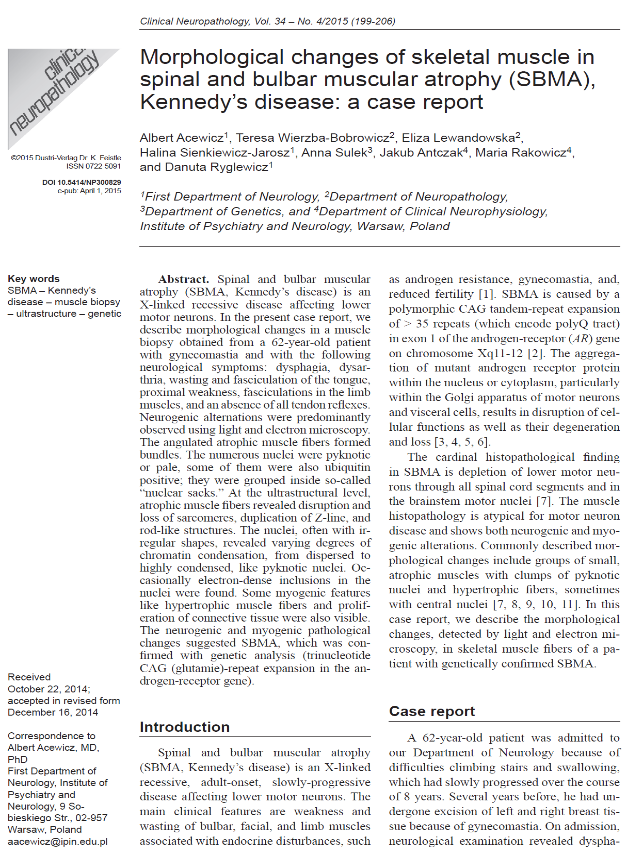 Clinical Neuropathology, Vol. 34 – No. 4/2015 (199-206)
clinical
neuropathology
©2015 Dustri-Verlag Dr. K. Feistle
ISSN 0722 5091
DOI 10.5414/NP300829
e-pub: April 1, 2015
Morphological changes of skeletal muscle in
spinal and bulbar muscular atrophy (SBMA),
Kennedy’s disease: a case report
Albert Acewicz1, Teresa Wierzba-Bobrowicz2, Eliza Lewandowska2,
Halina Sienkiewicz-Jarosz1, Anna Sulek3, Jakub Antczak4, Maria Rakowicz4,
and Danuta Ryglewicz1
1First Department of Neurology, 2Department of Neuropathology,
3Department of Genetics, and 4Department of Clinical Neurophysiology,
Institute of Psychiatry and Neurology, Warsaw, Poland
Key words
SBMA – Kennedy’s
disease – muscle biopsy
– ultrastructure – genetic
Received
October 22, 2014;
accepted in revised form
December 16, 2014
Correspondence to
Albert Acewicz, MD,
PhD
First Department of
Neurology, Institute of
Psychiatry and
Neurology, 9 So-
bieskiego Str., 02-957
Warsaw, Poland
aacewicz@ipin.edu.pl
Abstract. Spinal and bulbar muscular
atrophy (SBMA, Kennedy’s disease) is an
X-linked recessive disease affecting lower
motor neurons. In the present case report, we
describe morphological changes in a muscle
biopsy obtained from a 62-year-old patient
with gynecomastia and with the following
neurological symptoms: dysphagia, dysar-
thria, wasting and fasciculation of the tongue,
proximal weakness, fasciculations in the limb
muscles, and an absence of all tendon reflexes.
Neurogenic alternations were predominantly
observed using light and electron microscopy.
The angulated atrophic muscle fibers formed
bundles. The numerous nuclei were pyknotic
or pale, some of them were also ubiquitin
positive; they were grouped inside so-called
“nuclear sacks.” At the ultrastructural level,
atrophic muscle fibers revealed disruption and
loss of sarcomeres, duplication of Z-line, and
rod-like structures. The nuclei, often with ir-
regular shapes, revealed varying degrees of
chromatin condensation, from dispersed to
highly condensed, like pyknotic nuclei. Oc-
casionally electron-dense inclusions in the
nuclei were found. Some myogenic features
like hypertrophic muscle fibers and prolif-
eration of connective tissue were also visible.
The neurogenic and myogenic pathological
changes suggested SBMA, which was con-
firmed with genetic analysis (trinucleotide
CAG (glutamie)-repeat expansion in the an-
drogen-receptor gene).
Introduction
Spinal and bulbar muscular atrophy
(SBMA, Kennedy’s disease) is an X-linked
recessive, adult-onset, slowly-progressive
disease affecting lower motor neurons. The
main clinical features are weakness and
wasting of bulbar, facial, and limb muscles
associated with endocrine disturbances, such
as androgen resistance, gynecomastia, and,
reduced fertility [1]. SBMA is caused by a
polymorphic CAG tandem-repeat expansion
of > 35 repeats (which encode polyQ tract)
in exon 1 of the androgen-receptor (AR) gene
on chromosome Xq11-12 [2]. The aggrega-
tion of mutant androgen receptor protein
within the nucleus or cytoplasm, particularly
within the Golgi apparatus of motor neurons
and visceral cells, results in disruption of cel-
lular functions as well as their degeneration
and loss [3, 4, 5, 6].
The cardinal histopathological finding
in SBMA is depletion of lower motor neu-
rons through all spinal cord segments and in
the brainstem motor nuclei [7]. The muscle
histopathology is atypical for motor neuron
disease and shows both neurogenic and myo-
genic alterations. Commonly described mor-
phological changes include groups of small,
atrophic muscles with clumps of pyknotic
nuclei and hypertrophic fibers, sometimes
with central nuclei [7, 8, 9, 10, 11]. In this
case report, we describe the morphological
changes, detected by light and electron mi-
croscopy, in skeletal muscle fibers of a pa-
tient with genetically confirmed SBMA.
Case report
A 62-year-old patient was admitted to
our Department of Neurology because of
difficulties climbing stairs and swallowing,
which had slowly progressed over the course
of 8 years. Several years before, he had un-
dergone excision of left and right breast tis-
sue because of gynecomastia. On admission,
neurological examination revealed dyspha-